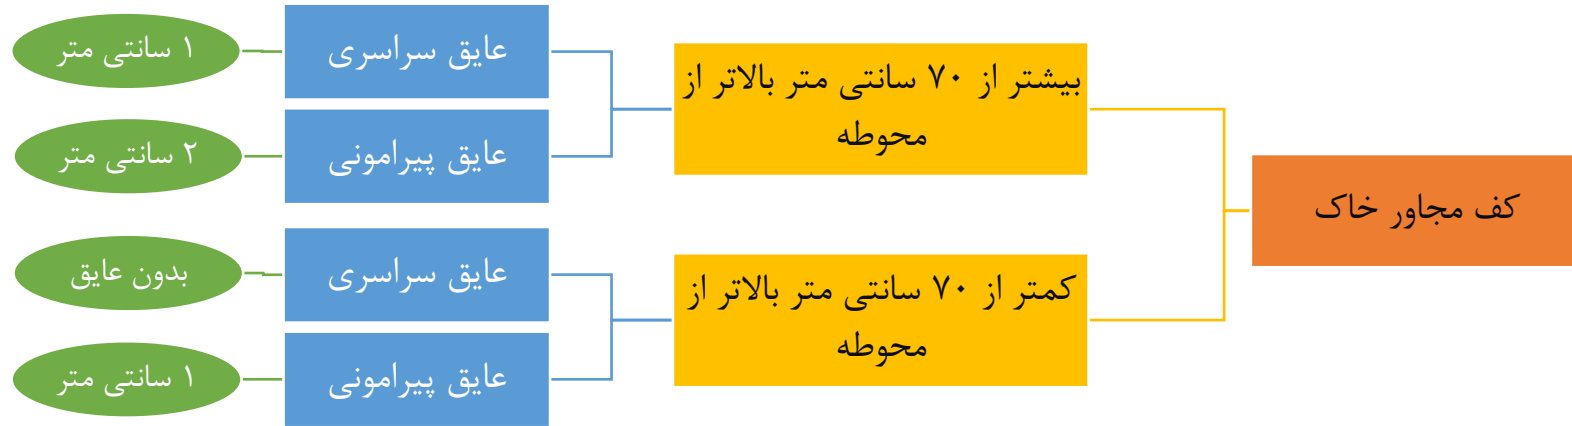 کف مجاور خاک
بیشتر از ۷۰ سانتی متر بالاتر از
محوطه
عایق سراسری
۱ سانتی متر
عایق پیرامونی
۲ سانتی متر
کمتر از ۷۰ سانتی متر بالاتر از
محوطه
عایق سراسری
بدون عایق
عایق پیرامونی
۱ سانتی متر